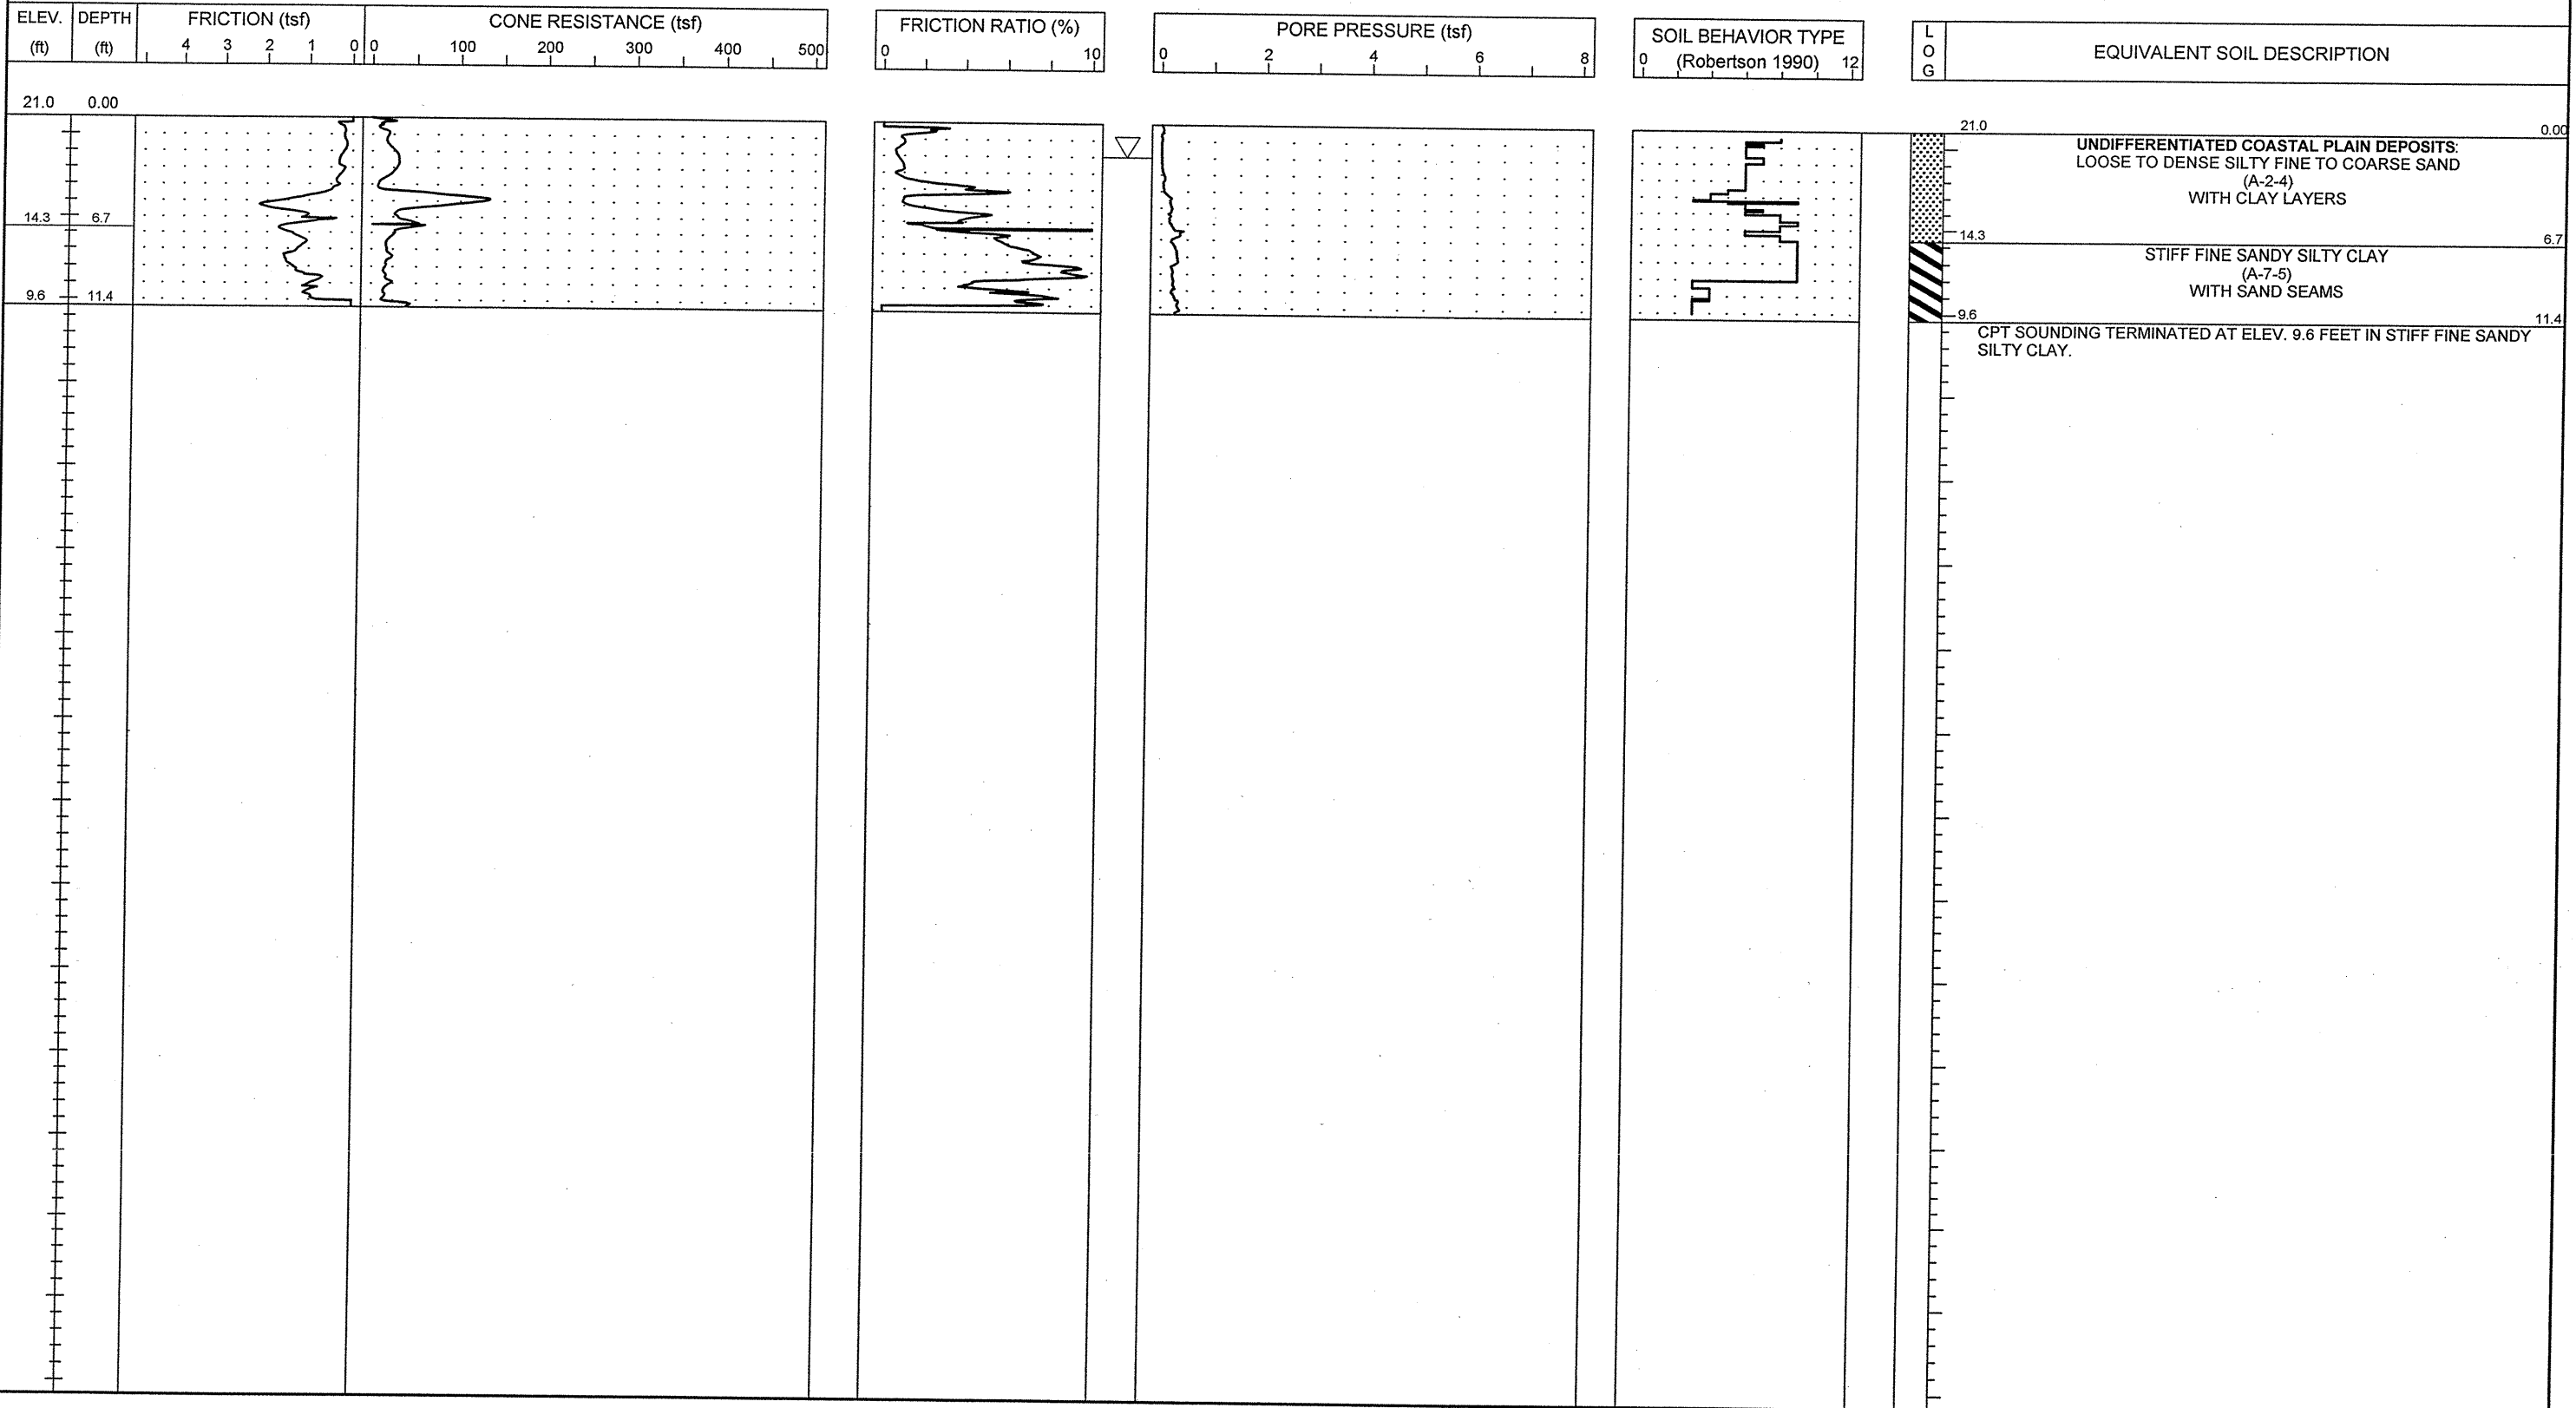 ELEV. DEPTH FRICTION (tsf) CONE RESISTANCE (tsf) FRICTION RATIO (%) PORE PRESSURE (tsf) SOIL BEHAVIOR TYPE L
(ft) (ft) 4 3 2 1 0 0 100 200 300 400 500 0 10 0 2 4 6 8 (Robertson 1990) 0 12 O EQUIVALENT SOIL DESCRIPTION
G
21.0 0.00
21.0 0.00
UNDIFFERENTIATED COASTAL PLAIN DEPOSITS:
LOOSE TO DENSE SILTY FINE TO COARSE SAND
(A-2-4)
WITH CLAY LAYERS
14.3 6.7
14.3 6.7
STIFF FINE SANDY SILTY CLAY
(A-7-5)
WITH SAND SEAMS
9.6 11.4
9.6 11.4
CPT SOUNDING TERMINATED AT ELEV. 9.6 FEET IN STIFF FINE SANDY
SILTY CLAY.